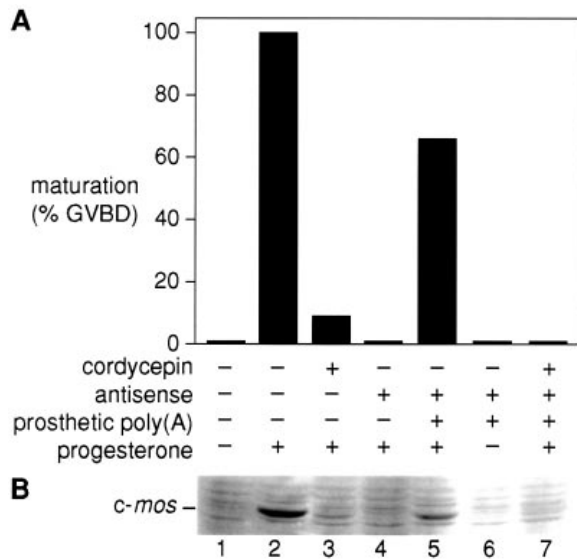 A
100
80
60
40
20
0
maturation
(% GVBD)
cordycepin – – + – – – +
antisense – – – + + + +
prosthetic poly(A) – – – – + + +
progesterone – + + + + – +
B
c-mos –
1 2 3 4 5 6 7